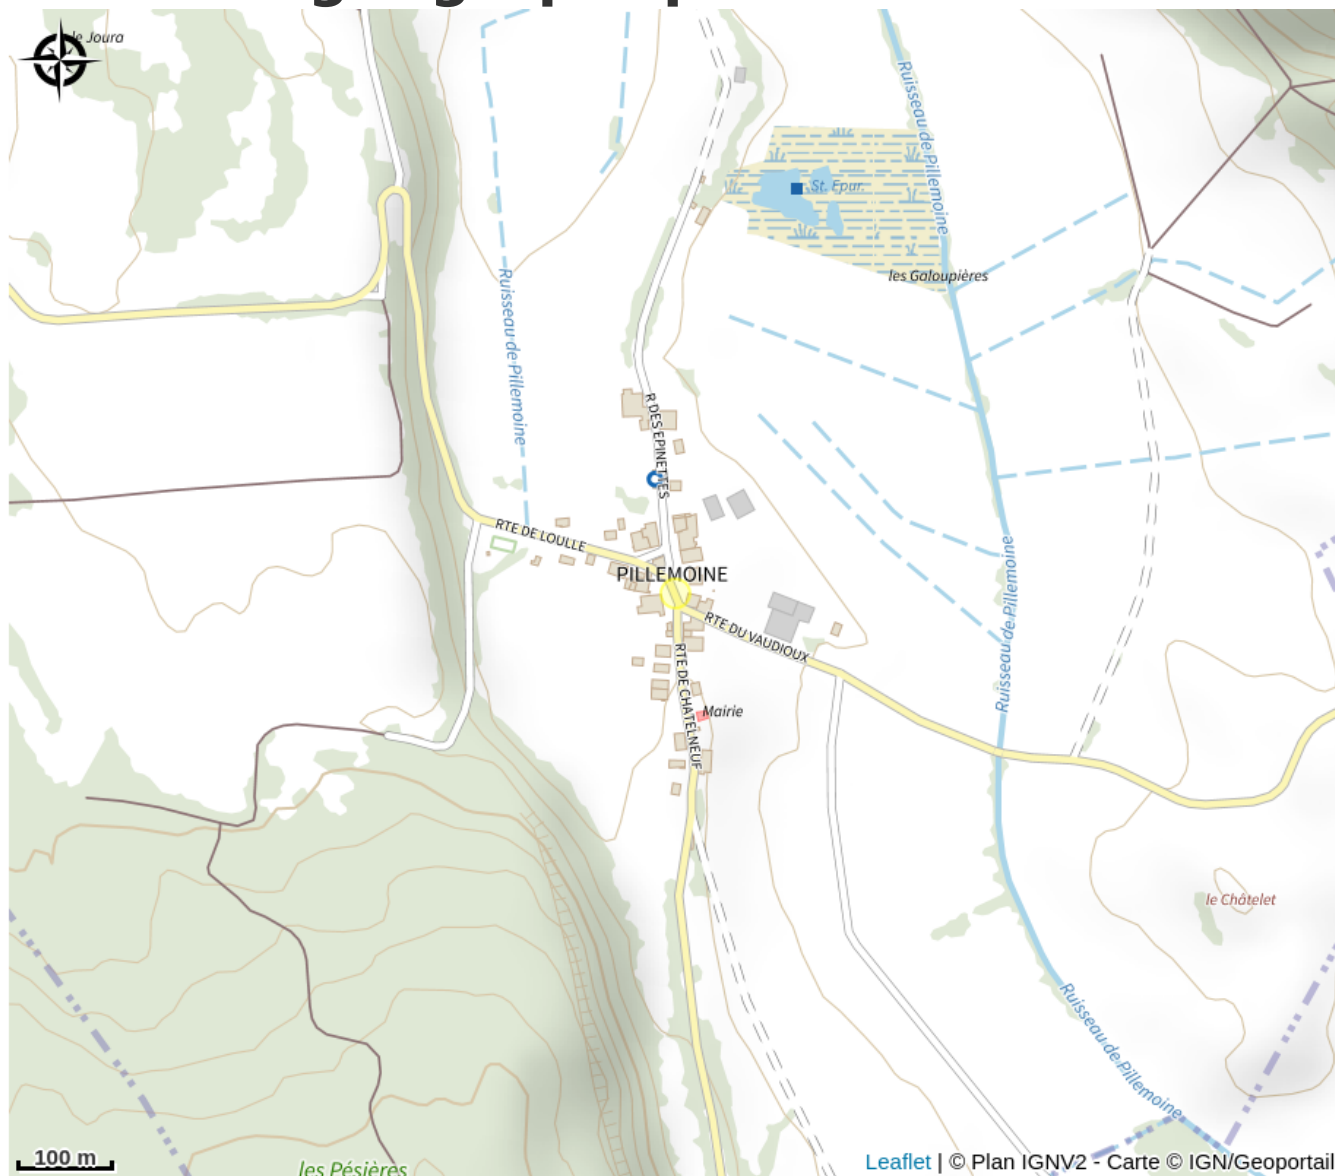 le Joura
Ruisseau de Pillemoine
St. Epur.
les Galoupières
Ruisseau de Pillemoine
R DES EPINETTES
RTE DE LOULLE
PILLEMOINE
RTE DU VAUDIOUX
Ruisseau de Pillemoine
RTE DE CHATELNEUF
Mairie
le Châtelet
Ruisseau de Pillemoine
100 m
les Pésières
Leaflet | © Plan IGNV2 - Carte © IGN/Geoportail